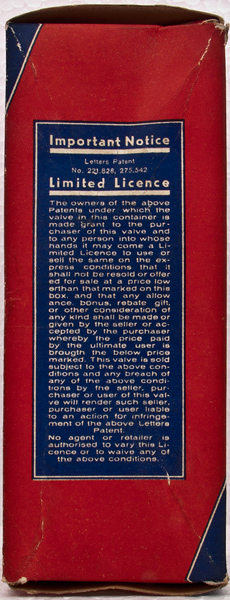 Important Notice
Letters Patent
No. 221,828, 275,542
Limited Licence
The owners of the above
Patents under which the
valve in this container is
made grant to the pur-
chaser of this valve and
to any person into whose
hands it may come a Li-
mited Licence to use or
sell the same on the ex-
press conditions that it
shall not be resold or offer
ed for sale at a price low
erthan that marked on this
box, and that any allow
ance, bonus, rebate gift,
or other consideration of
any kind shall be made or
given by the seller or ac-
cepted by the purchaser
whereby the price paid
by the ultimate user is
brougth the below price
marked. This valve is sold
subject to the above con-
ditions and any breach of
any of the above condi-
tions by the seller, pur-
chaser or user of this val-
ve will render such seller,
purchaser or user liable
to an action for infringe-
ment of the above Letters
Patent.
No agent or retailer is
authorised to vary this Li-
cence or to waive any of
the above conditions.